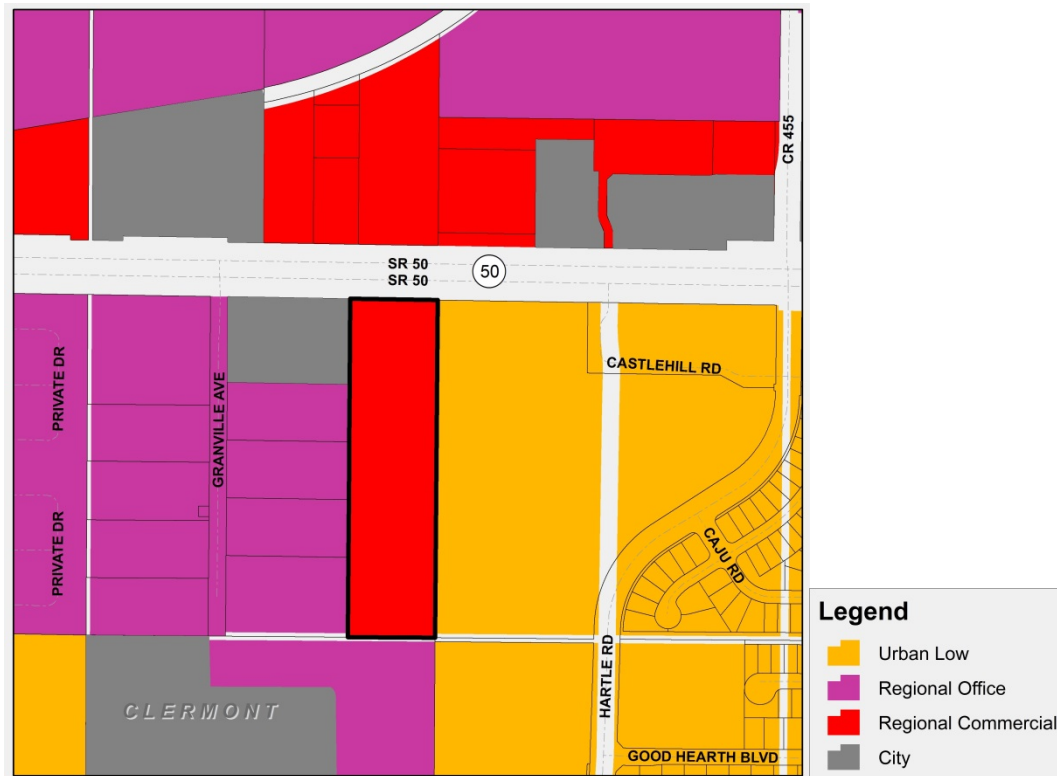 CR 455
SR 50
SR 50
50
PRIVATE DR
GRANVILLE AVE
CASTLEHILL RD
PRIVATE DR
CAJU RD
HARTLE RD
CLERMONT
GOOD HEARTH BLVD
Legend
Urban Low
Regional Office
Regional Commercial
City